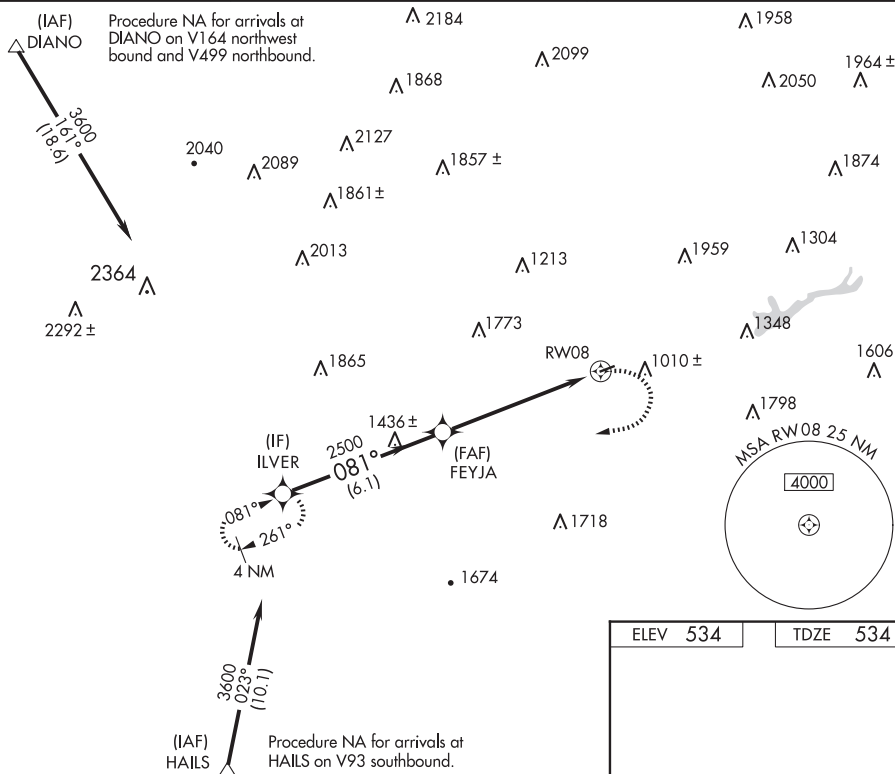 (IAF)
DIANO
Procedure NA for arrivals at
DIANO on V164 northwest
bound and V499 northbound.
2184
1958
2099
1868
2050
1964 ±
3600
161°
(18.6)
2040
2089
2127
1857 ±
1874
1861±
2013
1213
1959
1304
2364
2292 ±
1773
1348
1865
RW08
1010 ±
1606
1798
1436 ±
(IF)
ILVER
2500
081°
(6.1)
(FAF)
FEYJA
MSA RW08 25 NM
4000
081°
261°
4 NM
1718
1674
ELEV 534
TDZE 534
3600
023°
(10.1)
(IAF)
HAILS
Procedure NA for arrivals at
HAILS on V93 southbound.